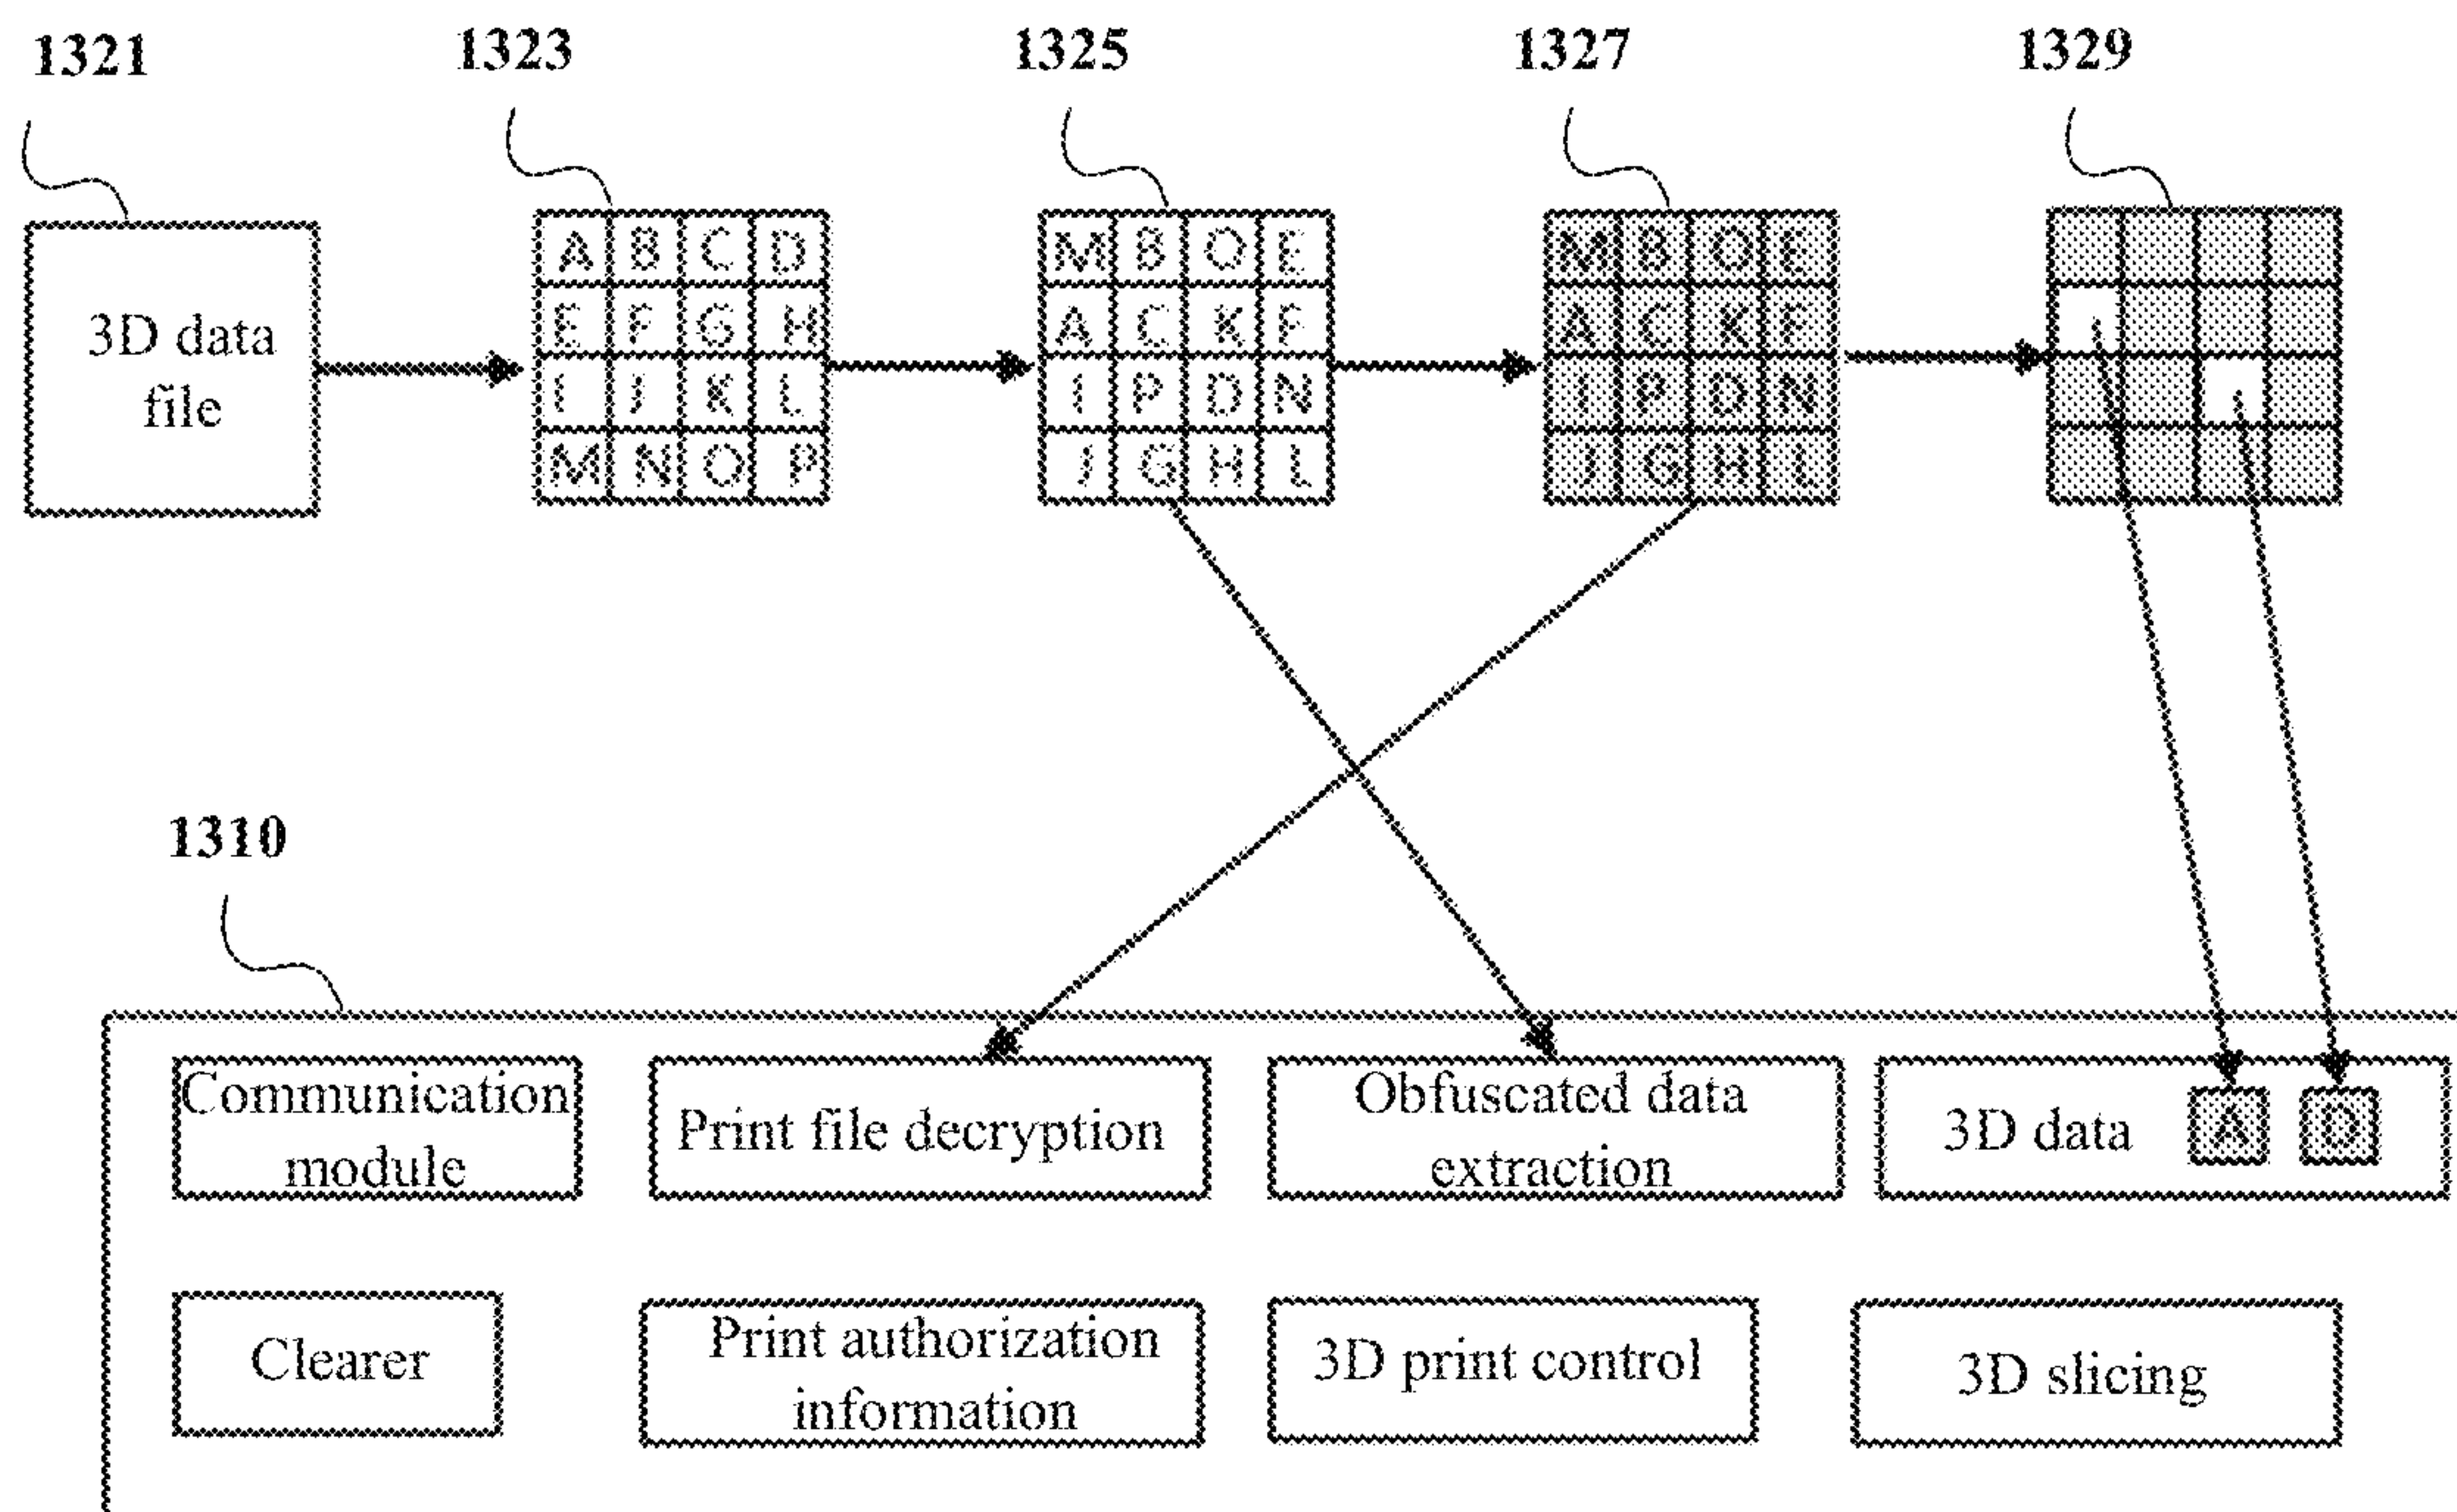 1321
1323
1325
1327
1329
3D data
file
A B C D
E F G H
I J K L
M N O P
M B O E
A C K F
I P D N
J G H L
M B O E
A C K F
I P D N
J G H L
1310
Communication
module
Print file decryption
Obfuscated data
extraction
3D data A D
Clearer
Print authorization
information
3D print control
3D slicing